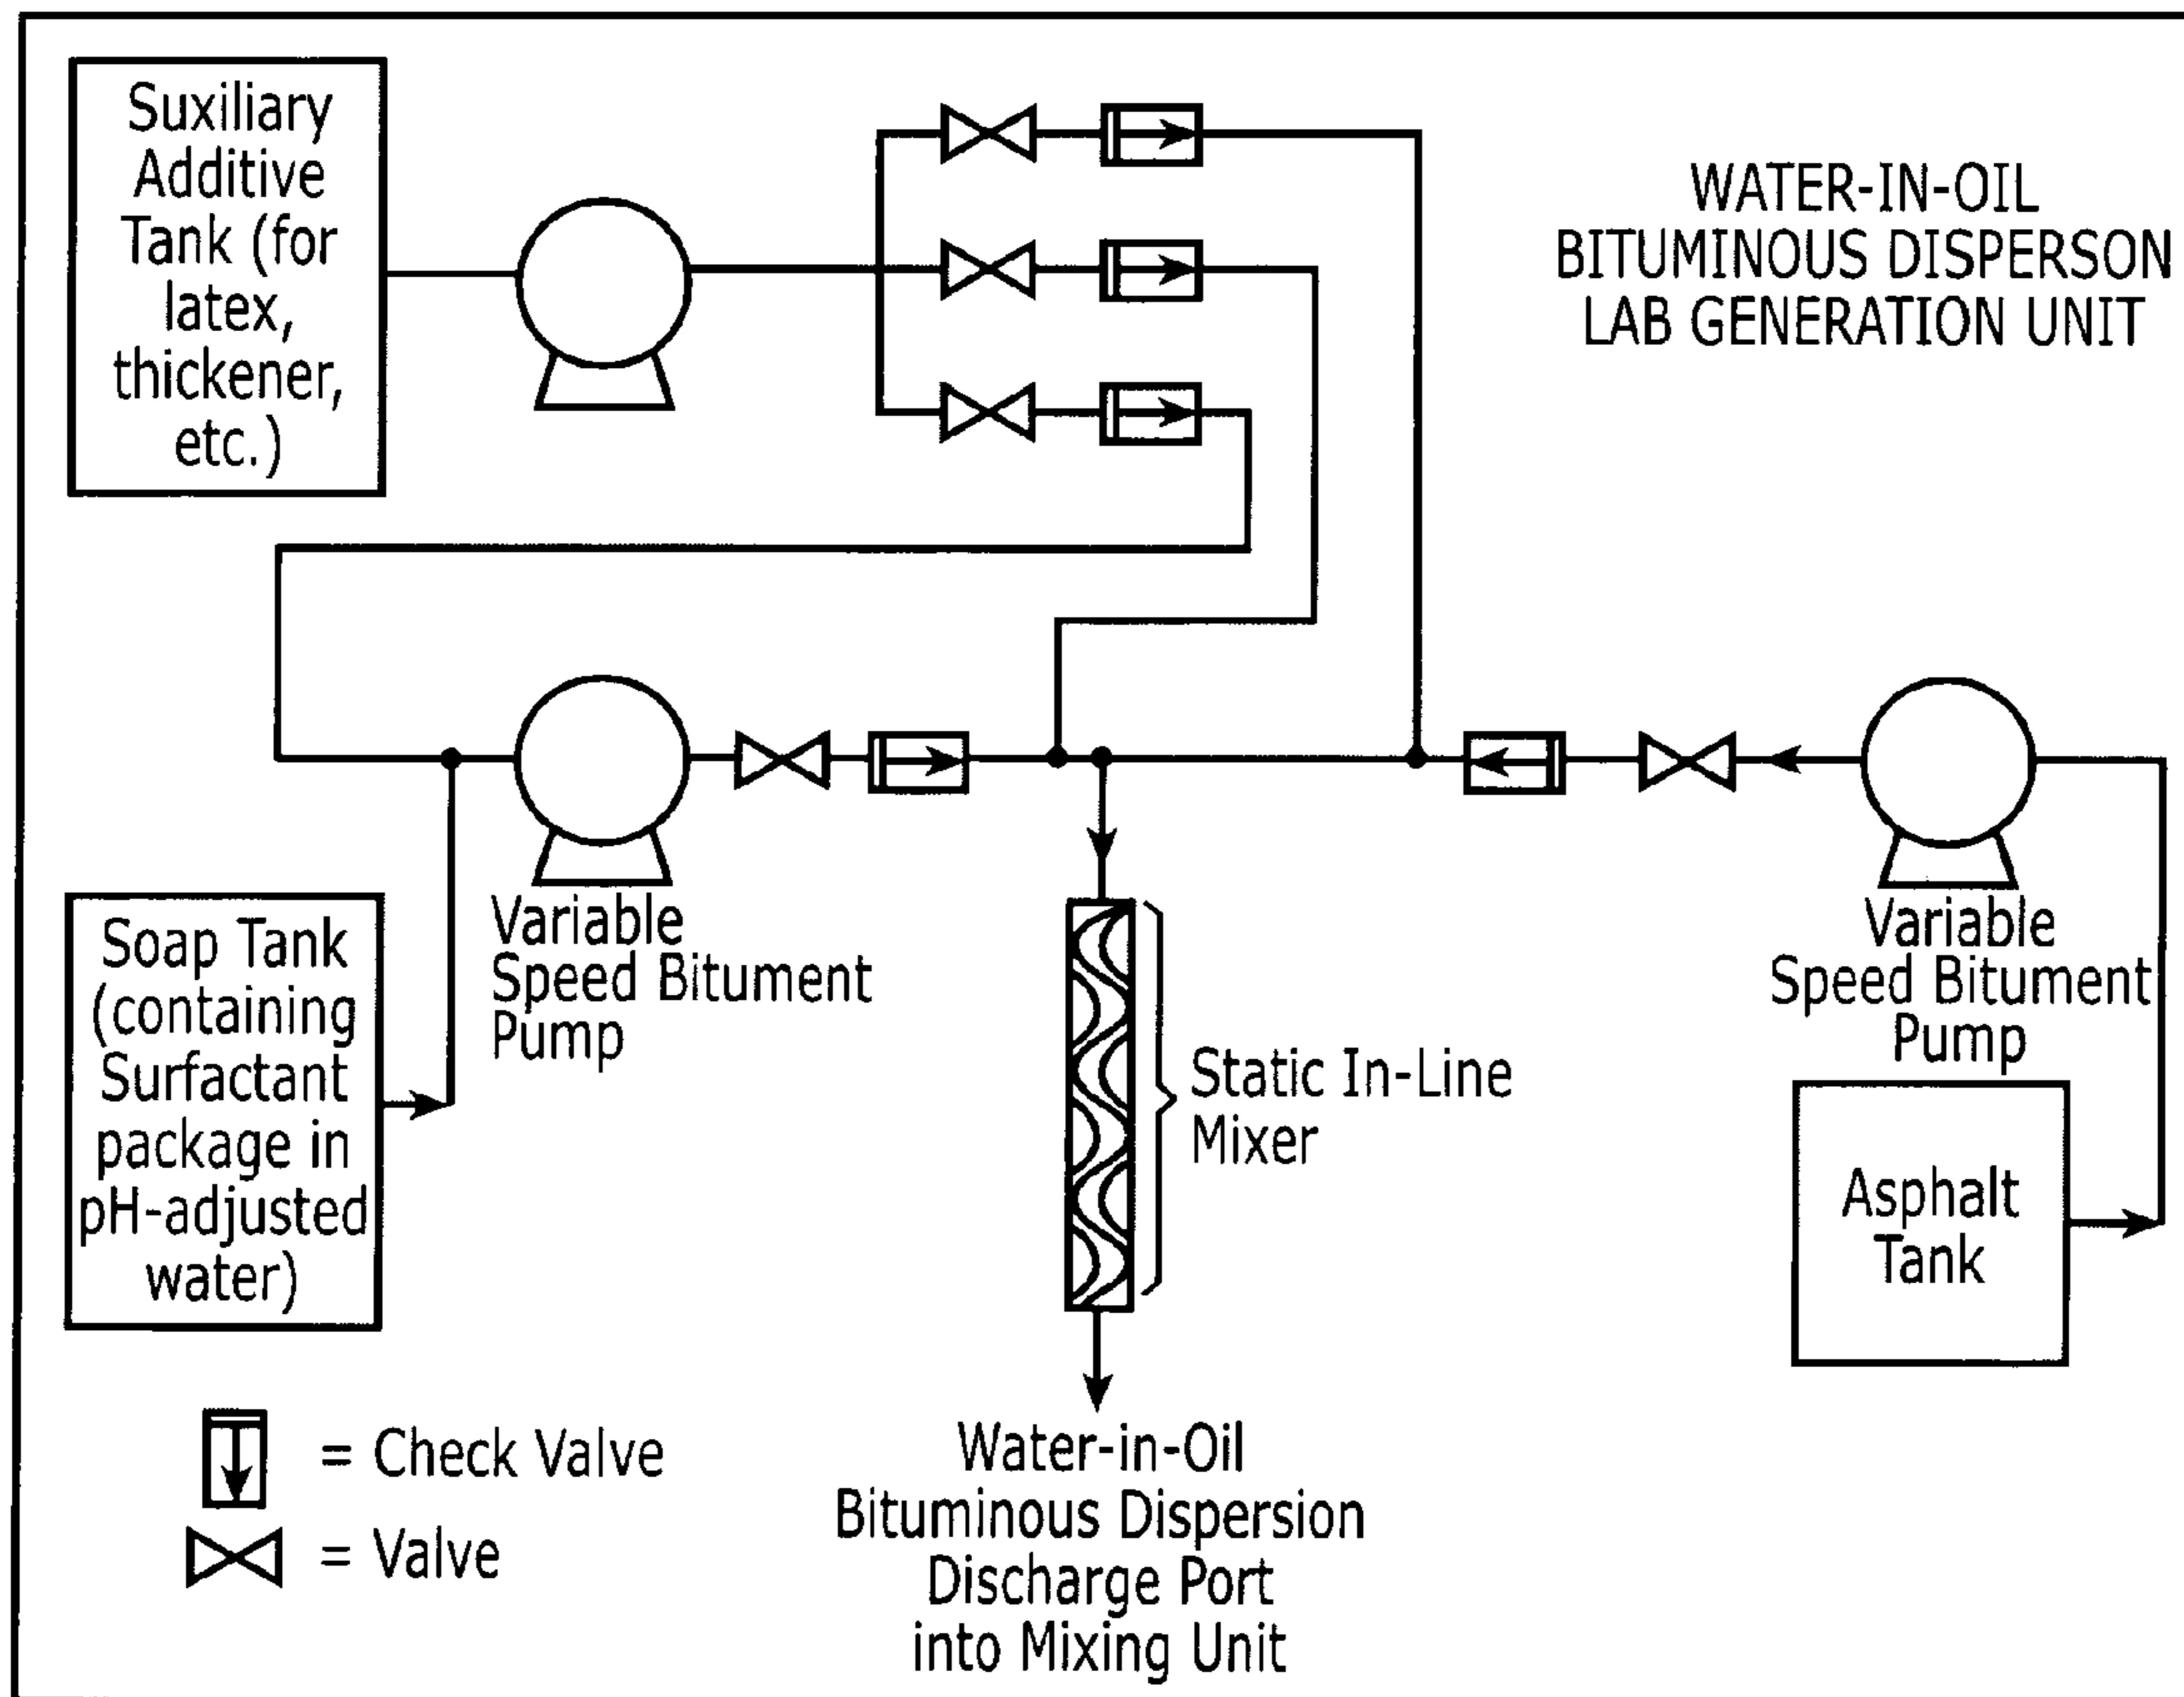 Suxiliary
Additive
Tank (for
latex,
thickener,
etc.)
WATER-IN-OIL
BITUMINOUS DISPERSON
LAB GENERATION UNIT
Soap Tank
(containing
Surfactant
package in
pH-adjusted
water)
Variable
Speed Bitument
Pump
Static In-Line
Mixer
Variable
Speed Bitument
Pump
Asphalt
Tank
= Check Valve
= Valve
Water-in-Oil
Bituminous Dispersion
Discharge Port
into Mixing Unit